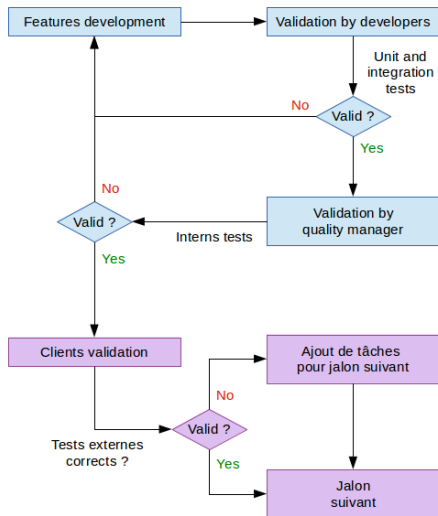 Features development
Validation by developers
Unit and
integration
tests
No
Valid ?
Yes
No
Valid ?
Interns tests
Validation by
quality manager
Yes
Clients validation
Ajout de tâches
pour jalon suivant
No
Valid ?
Tests externes
corrects ?
Yes
Jalon
suivant